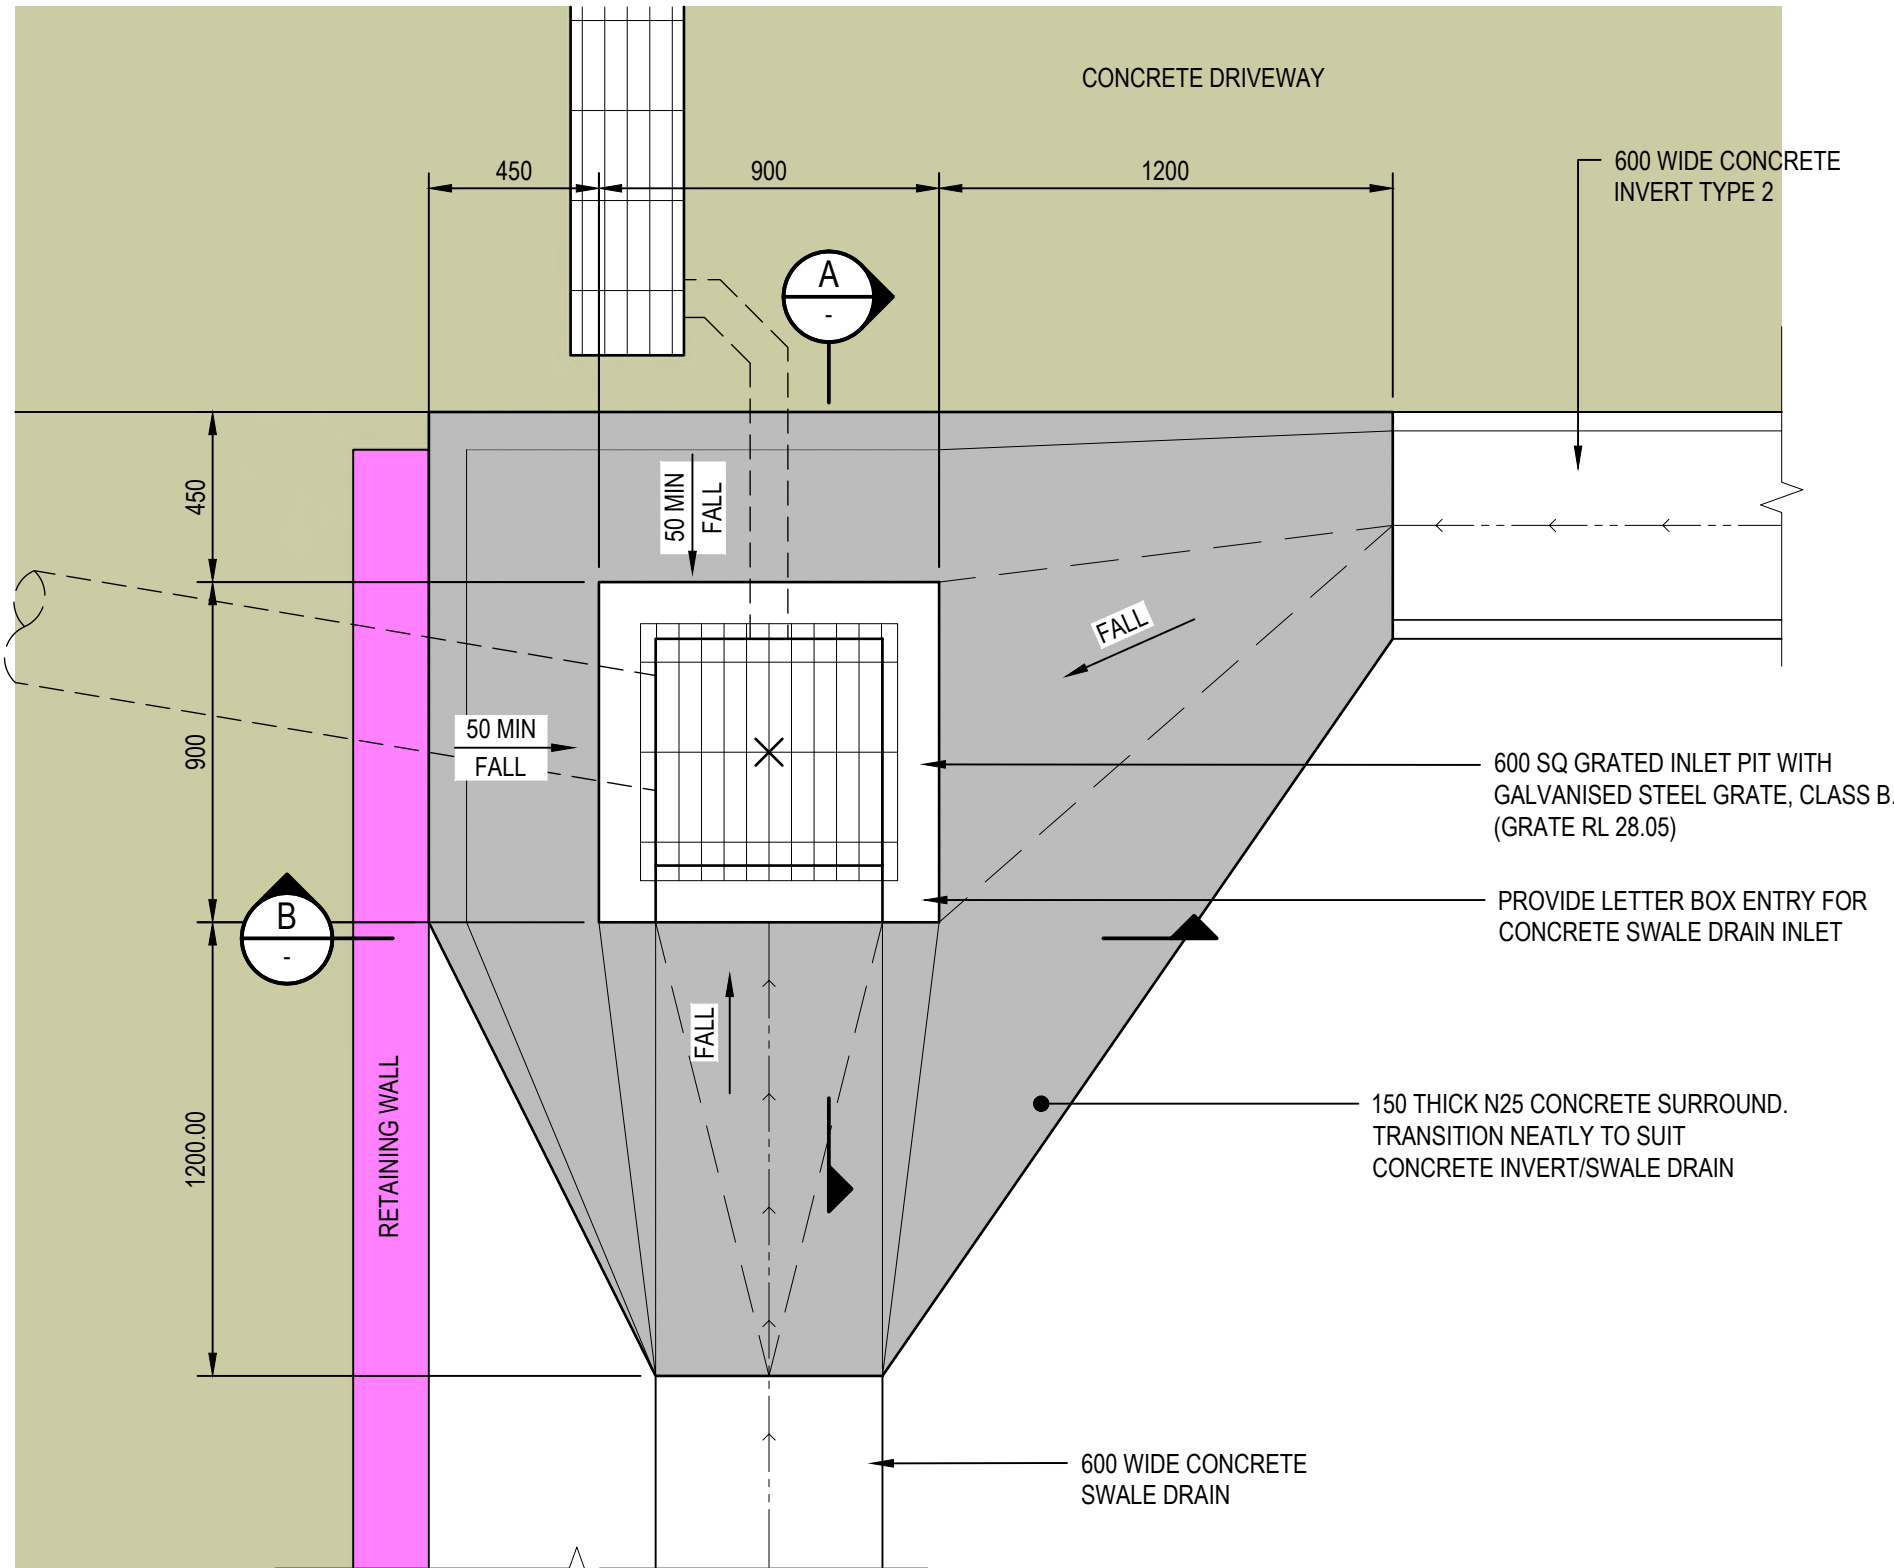 CONCRETE DRIVEWAY
600 WIDE CONCRETE
INVERT TYPE 2
450
900
1200
A
-
450
50 MIN
FALL
FALL
900
50 MIN
FALL
600 SQ GRATED INLET PIT WITH
GALVANISED STEEL GRATE, CLASS B.
(GRATE RL 28.05)
PROVIDE LETTER BOX ENTRY FOR
CONCRETE SWALE DRAIN INLET
B
-
FALL
1200.00
RETAINING WALL
150 THICK N25 CONCRETE SURROUND.
TRANSITION NEATLY TO SUIT
CONCRETE INVERT/SWALE DRAIN
600 WIDE CONCRETE
SWALE DRAIN